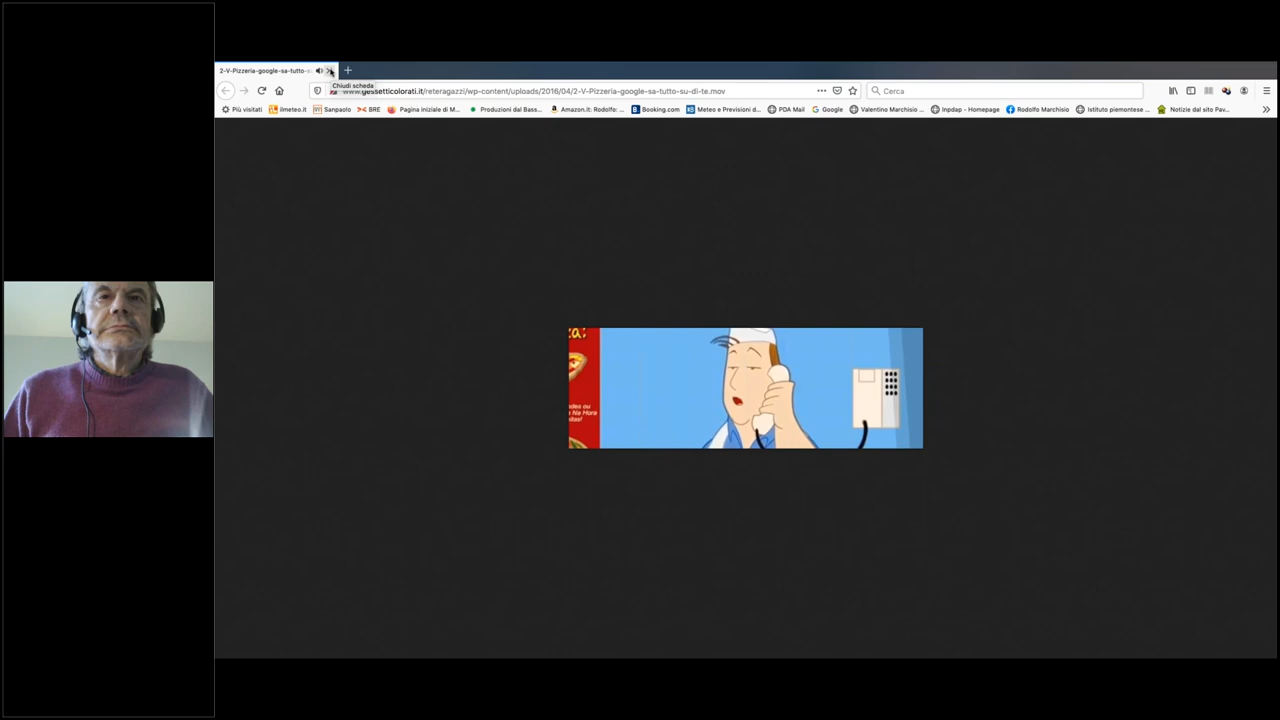 2-V-Pizzeria-google-sa-tutto-s
Chiudi scheda
www.gessetticolorati.it/reteragazzi/wp-content/uploads/2016/04/2-V-Pizzeria-google-sa-tutto-su-di-te.mov
Cerca
Più visitati ilmeteo.it Sanpaolo BRE Pagina iniziale di M... Produzioni dal Bass... Amazon.it: Rodolfo: ... Booking.com Meteo e Previsioni d... PDA Mail Google Valentino Marchisio ... Inpdap - Homepage Rodolfo Marchisio Istituto piemontese ... Notizie dal sito Pav...
za:
Na Hora